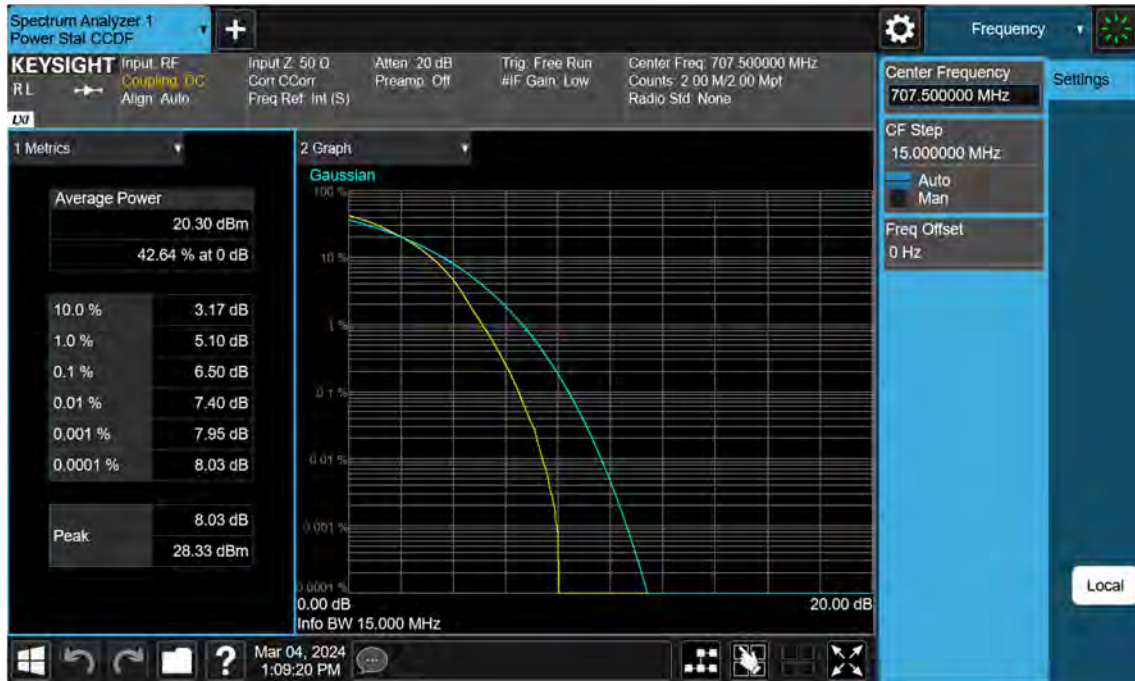 Spectrum Analyzer 1
Power Stat CCDF
+
Frequency
KEYSIGHT
RL
LXI
Input: RF
Coupling: DC
Align: Auto
Input Z: 50 Ω
Corr CCorr
Freq Ref: Int (S)
Atten: 20 dB
Preamp: Off
Trig: Free Run
#IF Gain: Low
Center Freq: 707.500000 MHz
Counts: 2.00 M/2.00 Mpt
Radio Std: None
Center Frequency
707.500000 MHz
Settings
CF Step
15.000000 MHz
Auto
Man
Freq Offset
0 Hz
1 Metrics
Average Power
20.30 dBm
42.64 % at 0 dB
10.0 % 3.17 dB
1.0 % 5.10 dB
0.1 % 6.50 dB
0.01 % 7.40 dB
0.001 % 7.95 dB
0.0001 % 8.03 dB
Peak
8.03 dB
28.33 dBm
2 Graph
Gaussian
100 %
10 %
1 %
0.1 %
0.01 %
0.001 %
0.0001 %
0.00 dB 20.00 dB
Info BW 15.000 MHz
Local
?
Mar 04, 2024
1:09:20 PM